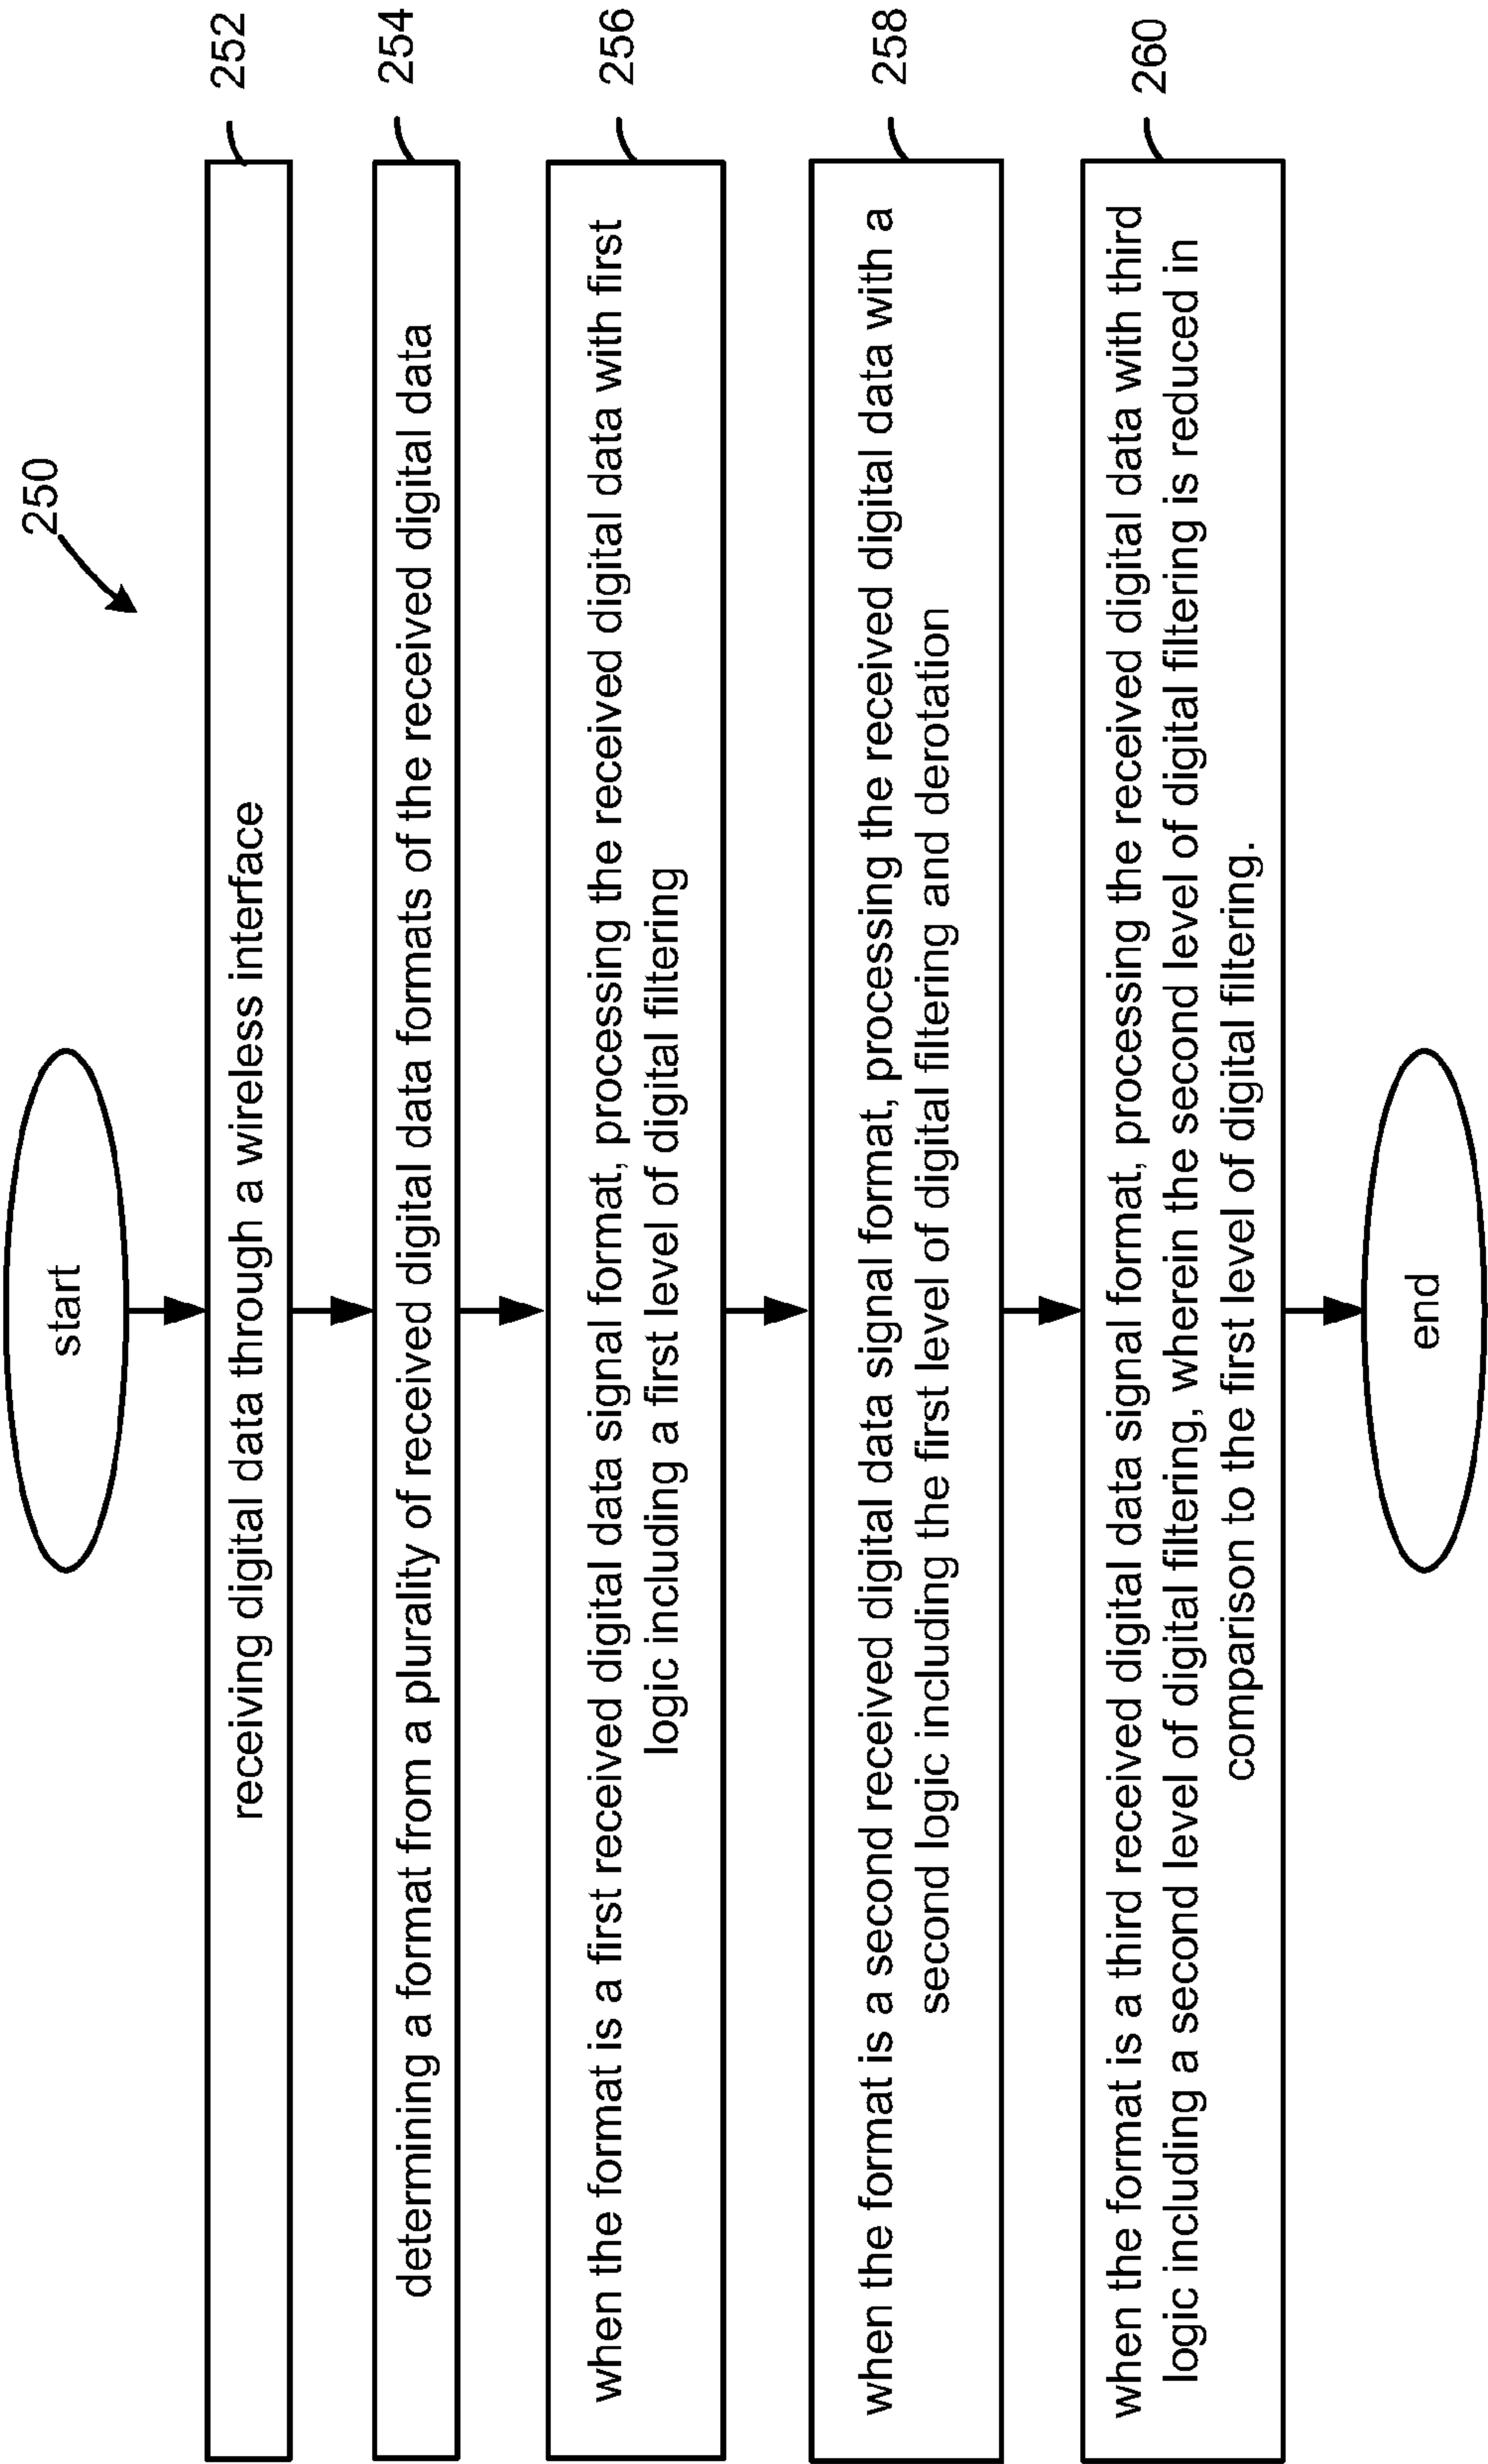 250
start
receiving digital data through a wireless interface
252
determining a format from a plurality of received digital data formats of the received digital data
254
when the format is a first received digital data signal format, processing the received digital data with first
logic including a first level of digital filtering
256
when the format is a second received digital data signal format, processing the received digital data with a
second logic including the first level of digital filtering and derotation
258
when the format is a third received digital data signal format, processing the received digital data with third
logic including a second level of digital filtering, wherein the second level of digital filtering is reduced in
comparison to the first level of digital filtering.
260
end